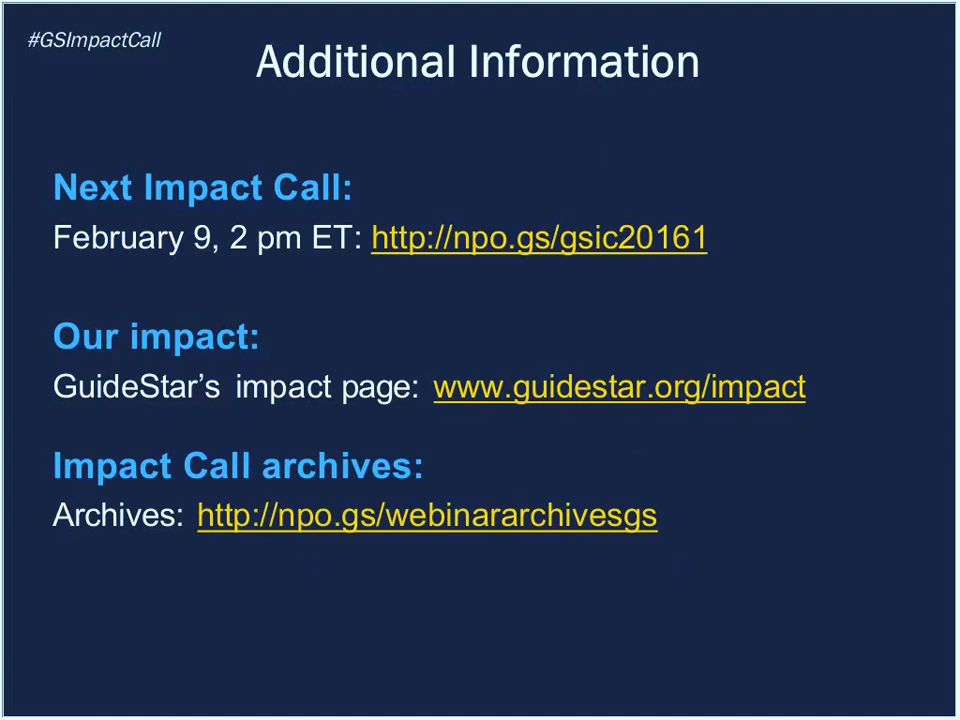 #GSImpactCall
Additional Information
Next Impact Call:
February 9, 2 pm ET: http://npo.gs/gsic20161
Our impact:
GuideStar’s impact page: www.guidestar.org/impact
Impact Call archives:
Archives: http://npo.gs/webinararchivesgs